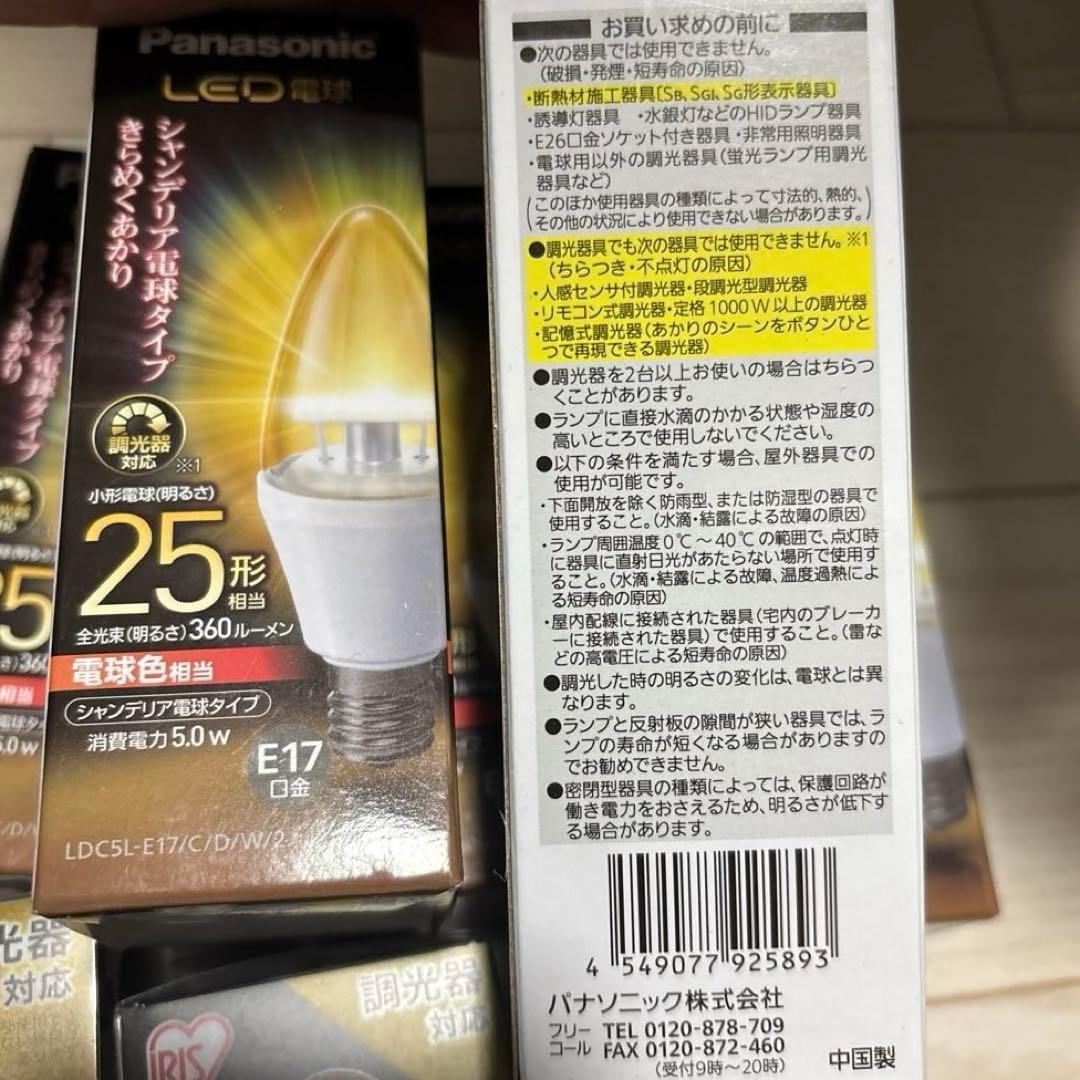 Panasonic
LED電球
シャンデリア電球タイプ
きらめくあかり
調光器
対応
※1
小形電球(明るさ)
25形
相当
全光束(明るさ)360ルーメン
電球色相当
シャンデリア電球タイプ
消費電力5.0W
E17
口金
LDC5L-E17/C/D/W/2
お買い求めの前に
●次の器具では使用できません。
(破損・発煙・短寿命の原因)
・断熱材施工器具〔SB、SGI、SG形表示器具〕
・誘導灯器具 ・水銀灯などのHIDランプ器具
・E26口金ソケット付き器具・非常用照明器具
・電球用以外の調光器具(蛍光ランプ用調光
器具など)
(このほか使用器具の種類によって寸法的、熱的、
その他の状況により使用できない場合があります。)
●調光器具でも次の器具では使用できません。※1
(ちらつき・不点灯の原因)
・人感センサ付調光器・段調光型調光器
・リモコン式調光器・定格1000W以上の調光器
・記憶式調光器(あかりのシーンをボタンひと
つで再現できる調光器)
●調光器を2台以上お使いの場合はちらつ
くことがあります。
●ランプに直接水滴のかかる状態や湿度の
高いところで使用しないでください。
●以下の条件を満たす場合、屋外器具での
使用が可能です。
・下面開放を除く防雨型、または防湿型の器具で
使用すること。(水滴・結露による故障の原因)
・ランプ周囲温度0℃~40℃の範囲で、点灯時
に器具に直射日光があたらない場所で使用す
ること。(水滴・結露による故障、温度過熱によ
る短寿命の原因)
・屋内配線に接続された器具(宅内のブレーカ
ーに接続された器具)で使用すること。(雷な
どの高電圧による短寿命の原因)
●調光した時の明るさの変化は、電球とは異
なります。
●ランプと反射板の隙間が狭い器具では、ラ
ンプの寿命が短くなる場合がありますの
でお勧めできません。
●密閉型器具の種類によっては、保護回路が
働き電力をおさえるため、明るさが低下す
る場合があります。
4 549077 925893
パナソニック株式会社
フリー TEL 0120-878-709
コール FAX 0120-872-460
(受付9時~20時)
中国製
光器
対応
調光器
対応
IRIS